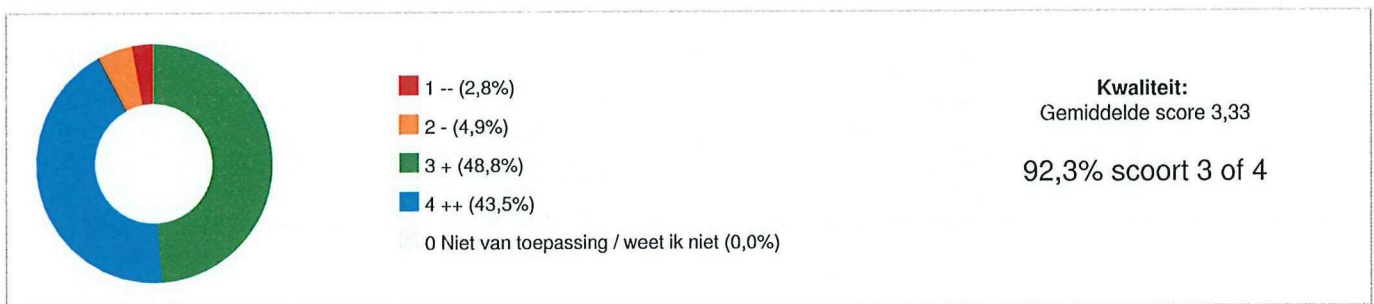 1 -- (2,8%)
2 - (4,9%)
3 + (48,8%)
4 ++ (43,5%)
0 Niet van toepassing / weet ik niet (0,0%)
Kwaliteit:
Gemiddelde score 3,33
92,3% scoort 3 of 4